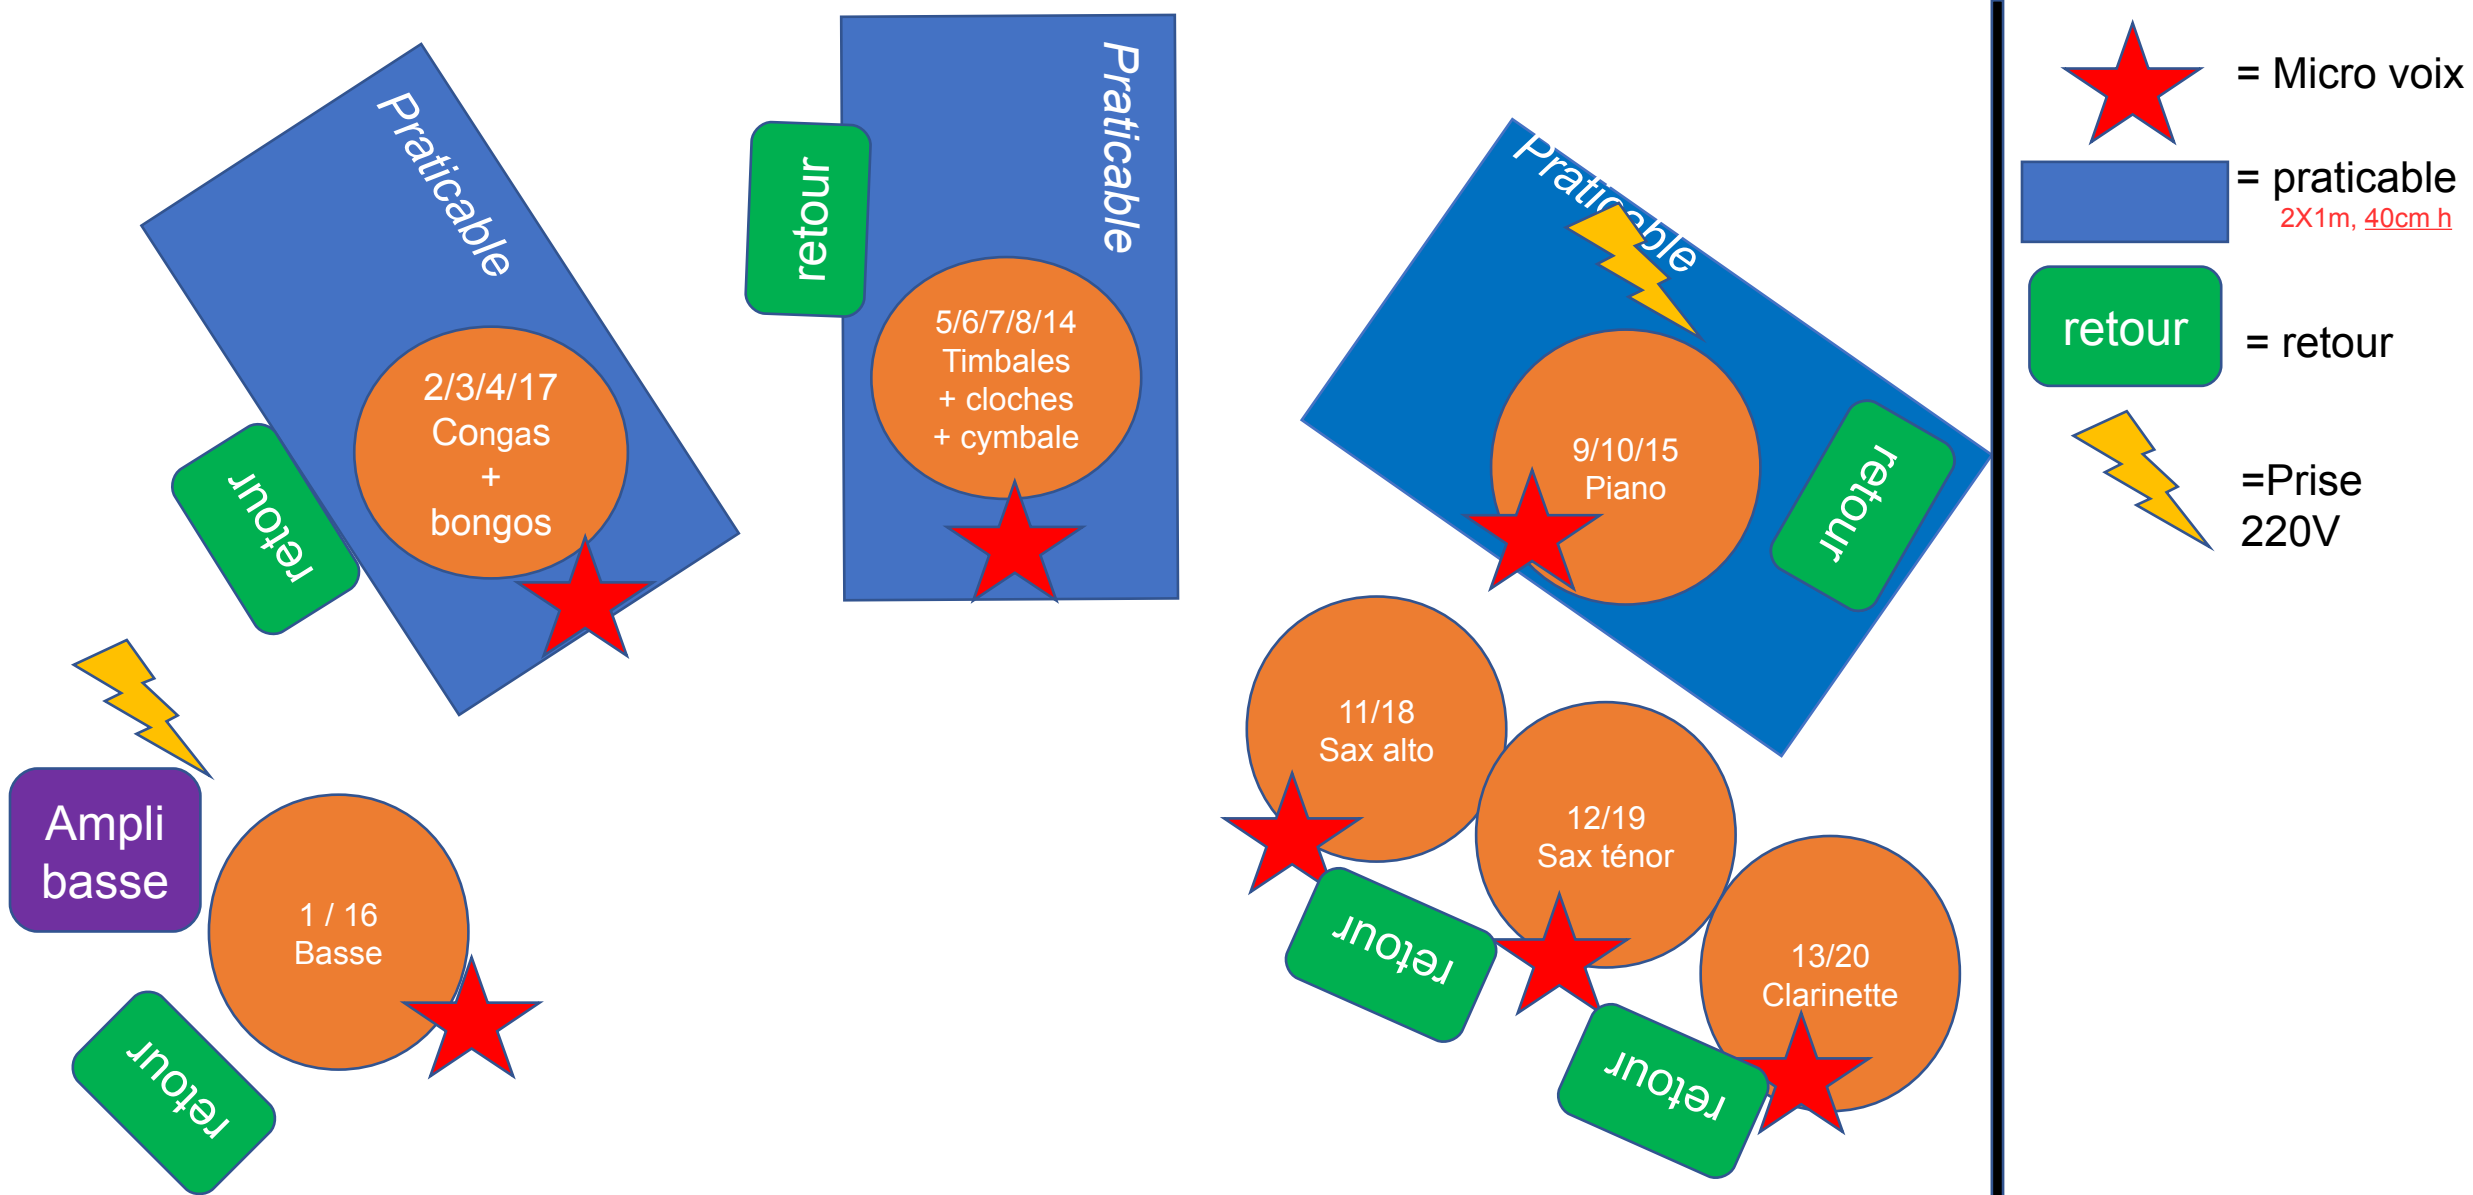 Praticable
retour
2/3/4/17
Congas
+
bongos
Praticable
retour
5/6/7/8/14
Timbales
+ cloches
+ cymbale
Praticable
9/10/15
Piano
retour
Ampli
basse
1 / 16
Basse
retour
11/18
Sax alto
12/19
Sax ténor
13/20
Clarinette
retour
retour
= Micro voix
= praticable
2X1m, 40cm h
retour
= retour
=Prise
220V